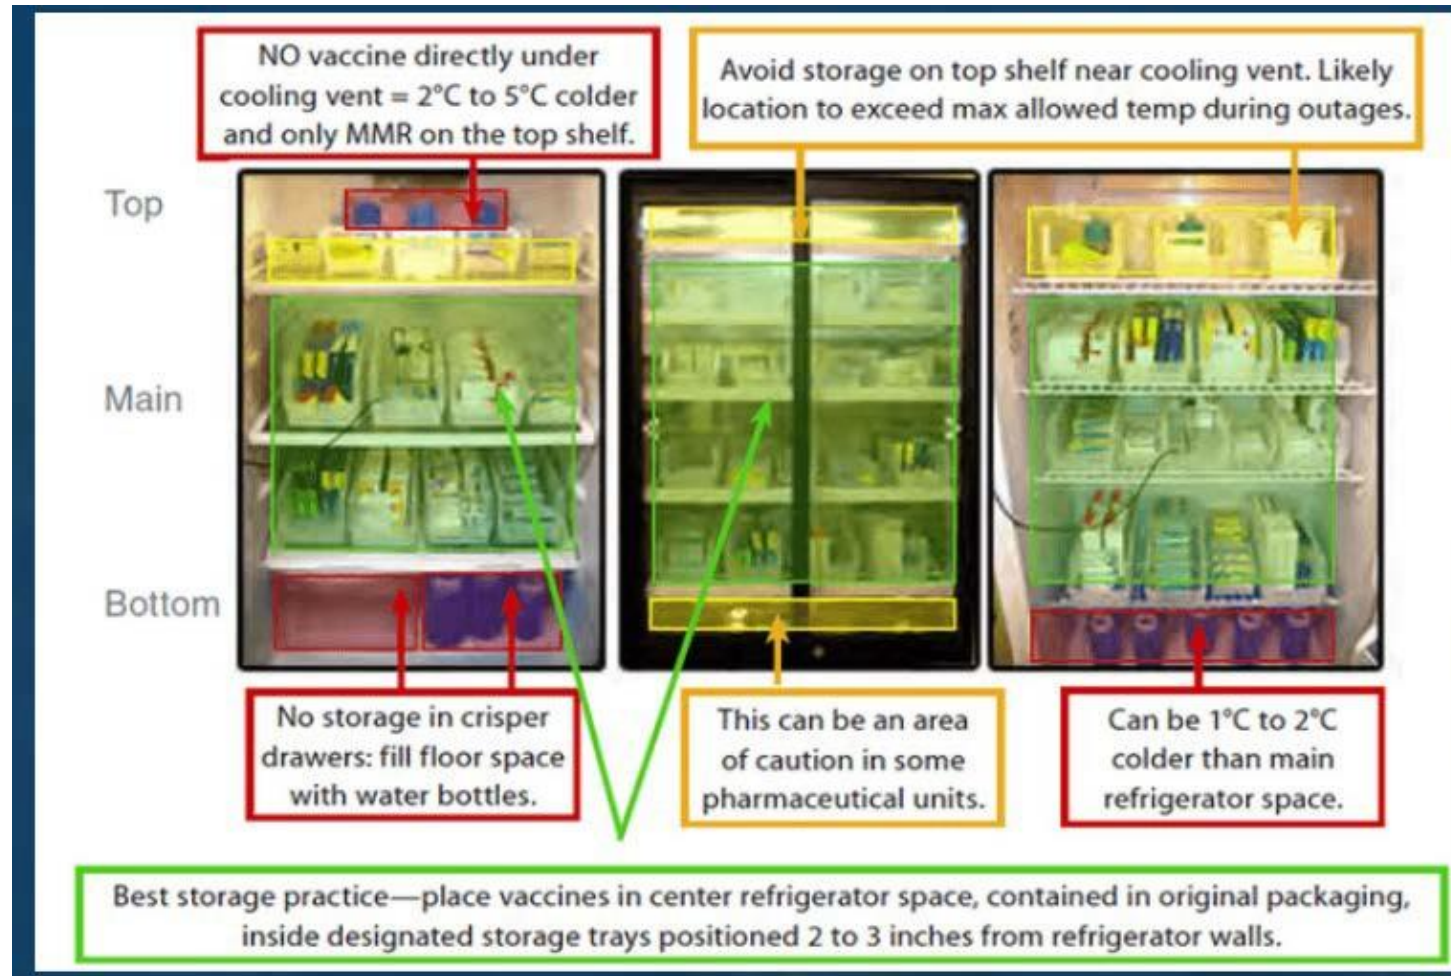 NO vaccine directly under
cooling vent = 2°C to 5°C colder
and only MMR on the top shelf.
Avoid storage on top shelf near cooling vent. Likely
location to exceed max allowed temp during outages.
Top
Main
Bottom
No storage in crisper
drawers: fill floor space
with water bottles.
This can be an area
of caution in some
pharmaceutical units.
Can be 1°C to 2°C
colder than main
refrigerator space.
Best storage practice—place vaccines in center refrigerator space, contained in original packaging,
inside designated storage trays positioned 2 to 3 inches from refrigerator walls.